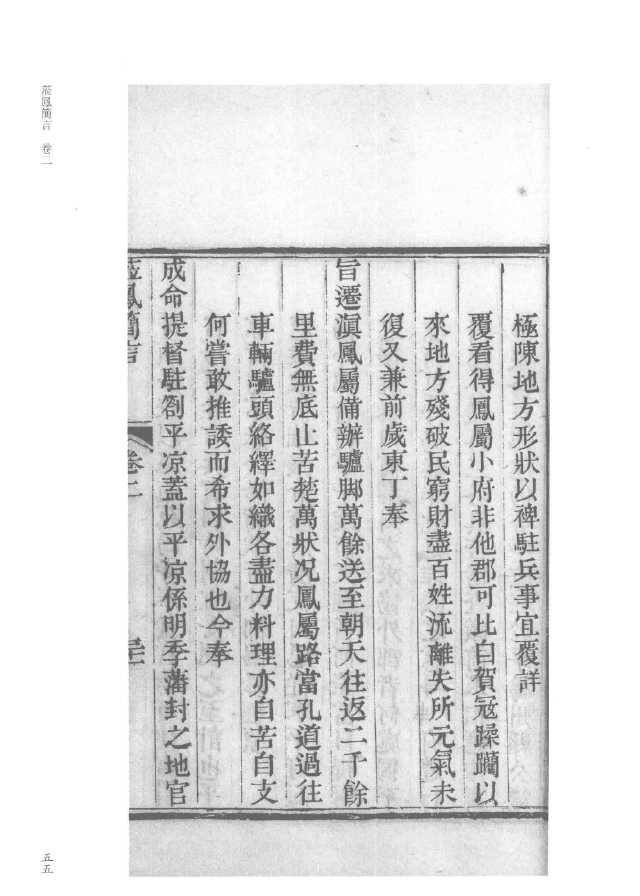 極陳地方形狀以裨駐兵事宜覆詳
覆看得鳳屬小府非他郡可比自賀寇蹂躪以
來地方殘破民窮財盡百姓流離失所元氣未
復又兼前歲東丁奉
旨遷滇鳳屬備辦驢脚萬餘送至朝天往返二千餘
里費無底止苦楚萬狀况鳳屬路當孔道過往
車輛驢頭絡繹如織各盡力料理亦自苦自支
何嘗敢推諉而希求外協也今奉
成命提督駐劄平凉蓋以平凉係明季藩封之地官
蒞鳳簡言
卷二
蒞鳳簡言 卷二
五五